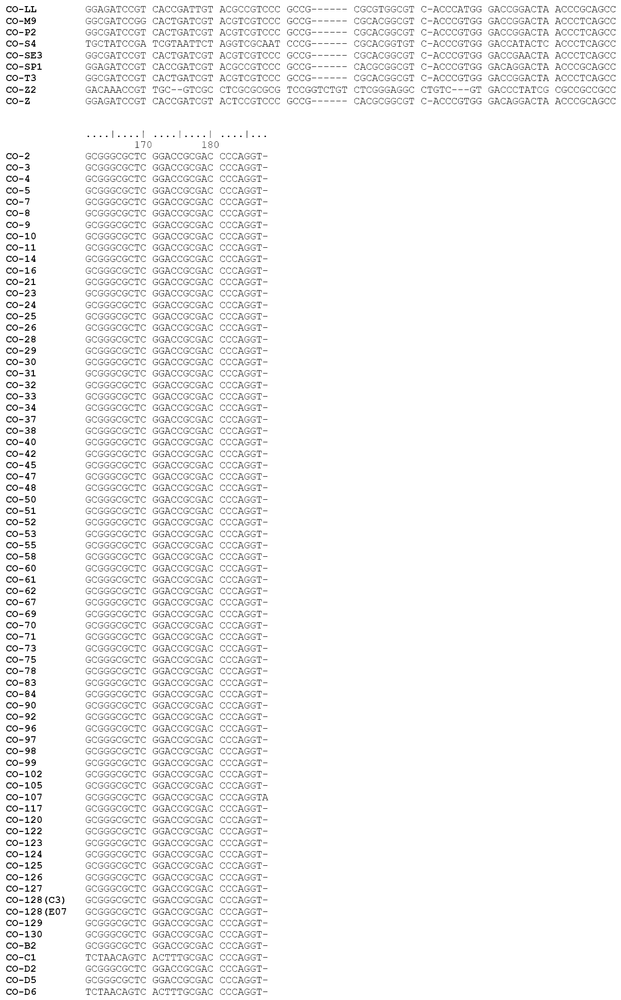 CO-LL GGAGATCCGT CACCGATTGT ACGCCGTCCC GCCG------ CGCGTGGCGT C-ACCCATGG GACCGGACTA ACCCGCAGCC
CO-M9 GGCGATCCGG CACTGATCGT ACGTCGTCCC GCCG------ CGCACGGCGT C-ACCCGTGG GACCGGACTA ACCCTCAGCC
CO-P2 GGCGATCCGT CACTGATCGT ACGTCGTCCC GCCG------ CGCACGGCGT C-ACCCGTGG GACCGGACTA ACCCTCAGCC
CO-S4 TGCTATCCGA TCGTAATTCT AGGTCGCAAT CCCG------ CGCACGGTGT C-ACCCGTGG GACCATACTC ACCCTCAGCC
CO-SE3 GGCGATCCGT CACTGATCGT ACGTCGTCCC GCCG------ CGCACGGCGT C-ACCCGTGG GACCGAACTA ACCCTCAGCC
CO-SP1 GGAGATCCGT CACCGATCGT ACGCCGTCCC GCCG------ CACGCGGCGT C-ACCCGTGG GACAGGACTA ACCCGCAGCC
CO-T3 GGCGATCCGT CACTGATCGT ACGTCGTCCC GCCG------ CGCACGGCGT C-ACCCGTGG GACCGGACTA ACCCTCAGCC
CO-Z2 GACAAACCGT TGC--GTCGC CTCGCGCGCG TCCGGTCTGT CTCGGGAGGC CTGTC---GT GACCCTATCG CGCCGCCGCC
CO-Z GGAGATCCGT CACCGATCGT ACTCCGTCCC GCCG------ CACGCGGCGT C-ACCCGTGG GACAGGACTA ACCCGCAGCC
....|....| ....|....| ....|...
170 180
CO-2 GCGGGCGCTC GGACCGCGAC CCCAGGT-
CO-3 GCGGGCGCTC GGACCGCGAC CCCAGGT-
CO-4 GCGGGCGCTC GGACCGCGAC CCCAGGT-
CO-5 GCGGGCGCTC GGACCGCGAC CCCAGGT-
CO-7 GCGGGCGCTC GGACCGCGAC CCCAGGT-
CO-8 GCGGGCGCTC GGACCGCGAC CCCAGGT-
CO-9 GCGGGCGCTC GGACCGCGAC CCCAGGT-
CO-10 GCGGGCGCTC GGACCGCGAC CCCAGGT-
CO-11 GCGGGCGCTC GGACCGCGAC CCCAGGT-
CO-14 GCGGGCGCTC GGACCGCGAC CCCAGGT-
CO-16 GCGGGCGCTC GGACCGCGAC CCCAGGT-
CO-21 GCGGGCGCTC GGACCGCGAC CCCAGGT-
CO-23 GCGGGCGCTC GGACCGCGAC CCCAGGT-
CO-24 GCGGGCGCTC GGACCGCGAC CCCAGGT-
CO-25 GCGGGCGCTC GGACCGCGAC CCCAGGT-
CO-26 GCGGGCGCTC GGACCGCGAC CCCAGGT-
CO-28 GCGGGCGCTC GGACCGCGAC CCCAGGT-
CO-29 GCGGGCGCTC GGACCGCGAC CCCAGGT-
CO-30 GCGGGCGCTC GGACCGCGAC CCCAGGT-
CO-31 GCGGGCGCTC GGACCGCGAC CCCAGGT-
CO-32 GCGGGCGCTC GGACCGCGAC CCCAGGT-
CO-33 GCGGGCGCTC GGACCGCGAC CCCAGGT-
CO-34 GCGGGCGCTC GGACCGCGAC CCCAGGT-
CO-37 GCGGGCGCTC GGACCGCGAC CCCAGGT-
CO-38 GCGGGCGCTC GGACCGCGAC CCCAGGT-
CO-40 GCGGGCGCTC GGACCGCGAC CCCAGGT-
CO-42 GCGGGCGCTC GGACCGCGAC CCCAGGT-
CO-45 GCGGGCGCTC GGACCGCGAC CCCAGGT-
CO-47 GCGGGCGCTC GGACCGCGAC CCCAGGT-
CO-48 GCGGGCGCTC GGACCGCGAC CCCAGGT-
CO-50 GCGGGCGCTC GGACCGCGAC CCCAGGT-
CO-51 GCGGGCGCTC GGACCGCGAC CCCAGGT-
CO-52 GCGGGCGCTC GGACCGCGAC CCCAGGT-
CO-53 GCGGGCGCTC GGACCGCGAC CCCAGGT-
CO-55 GCGGGCGCTC GGACCGCGAC CCCAGGT-
CO-58 GCGGGCGCTC GGACCGCGAC CCCAGGT-
CO-60 GCGGGCGCTC GGACCGCGAC CCCAGGT-
CO-61 GCGGGCGCTC GGACCGCGAC CCCAGGT-
CO-62 GCGGGCGCTC GGACCGCGAC CCCAGGT-
CO-67 GCGGGCGCTC GGACCGCGAC CCCAGGT-
CO-69 GCGGGCGCTC GGACCGCGAC CCCAGGT-
CO-70 GCGGGCGCTC GGACCGCGAC CCCAGGT-
CO-71 GCGGGCGCTC GGACCGCGAC CCCAGGT-
CO-73 GCGGGCGCTC GGACCGCGAC CCCAGGT-
CO-75 GCGGGCGCTC GGACCGCGAC CCCAGGT-
CO-78 GCGGGCGCTC GGACCGCGAC CCCAGGT-
CO-83 GCGGGCGCTC GGACCGCGAC CCCAGGT-
CO-84 GCGGGCGCTC GGACCGCGAC CCCAGGT-
CO-90 GCGGGCGCTC GGACCGCGAC CCCAGGT-
CO-92 GCGGGCGCTC GGACCGCGAC CCCAGGT-
CO-96 GCGGGCGCTC GGACCGCGAC CCCAGGT-
CO-97 GCGGGCGCTC GGACCGCGAC CCCAGGT-
CO-98 GCGGGCGCTC GGACCGCGAC CCCAGGT-
CO-99 GCGGGCGCTC GGACCGCGAC CCCAGGT-
CO-102 GCGGGCGCTC GGACCGCGAC CCCAGGT-
CO-105 GCGGGCGCTC GGACCGCGAC CCCAGGT-
CO-107 GCGGGCGCTC GGACCGCGAC CCCAGGTA
CO-117 GCGGGCGCTC GGACCGCGAC CCCAGGT-
CO-120 GCGGGCGCTC GGACCGCGAC CCCAGGT-
CO-122 GCGGGCGCTC GGACCGCGAC CCCAGGT-
CO-123 GCGGGCGCTC GGACCGCGAC CCCAGGT-
CO-124 GCGGGCGCTC GGACCGCGAC CCCAGGT-
CO-125 GCGGGCGCTC GGACCGCGAC CCCAGGT-
CO-126 GCGGGCGCTC GGACCGCGAC CCCAGGT-
CO-127 GCGGGCGCTC GGACCGCGAC CCCAGGT-
CO-128(C3) GCGGGCGCTC GGACCGCGAC CCCAGGT-
CO-128(E07 GCGGGCGCTC GGACCGCGAC CCCAGGT-
CO-129 GCGGGCGCTC GGACCGCGAC CCCAGGT-
CO-130 GCGGGCGCTC GGACCGCGAC CCCAGGT-
CO-B2 GCGGGCGCTC GGACCGCGAC CCCAGGT-
CO-C1 TCTAACAGTC ACTTTGCGAC CCCAGGT-
CO-D2 GCGGGCGCTC GGACCGCGAC CCCAGGT-
CO-D5 GCGGGCGCTC GGACCGCGAC CCCAGGT-
CO-D6 TCTAACAGTC ACTTTGCGAC CCCAGGT-